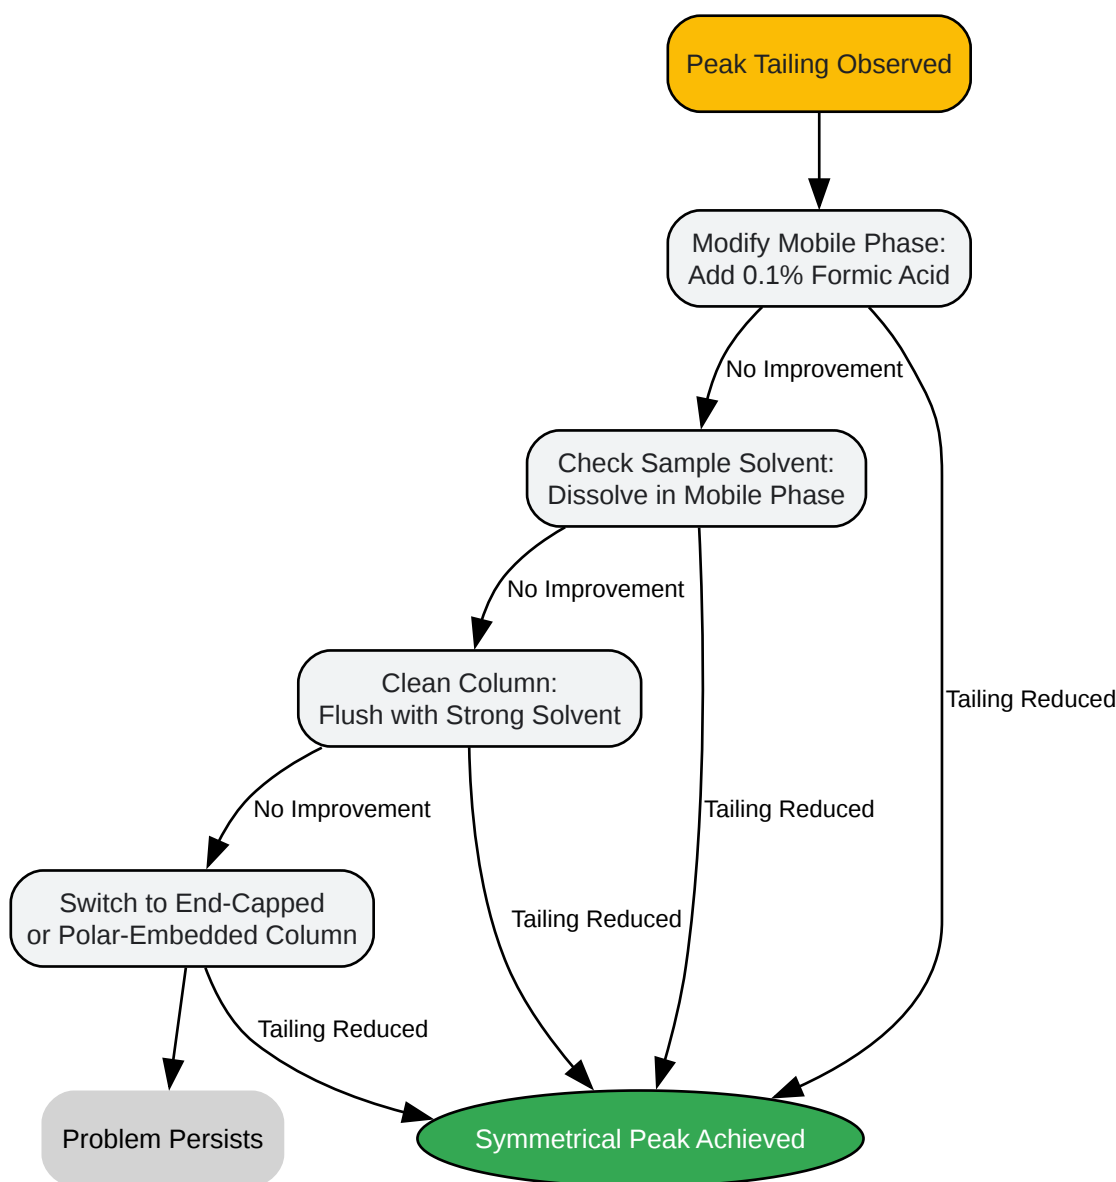 Peak Tailing Observed
Modify Mobile Phase:
Add 0.1% Formic Acid
No Improvement
Check Sample Solvent:
Dissolve in Mobile Phase
No Improvement
Clean Column:
Flush with Strong Solvent
Tailing Reduced
No Improvement
Tailing Reduced
Switch to End-Capped
or Polar-Embedded Column
Tailing Reduced
Tailing Reduced
Problem Persists
Symmetrical Peak Achieved